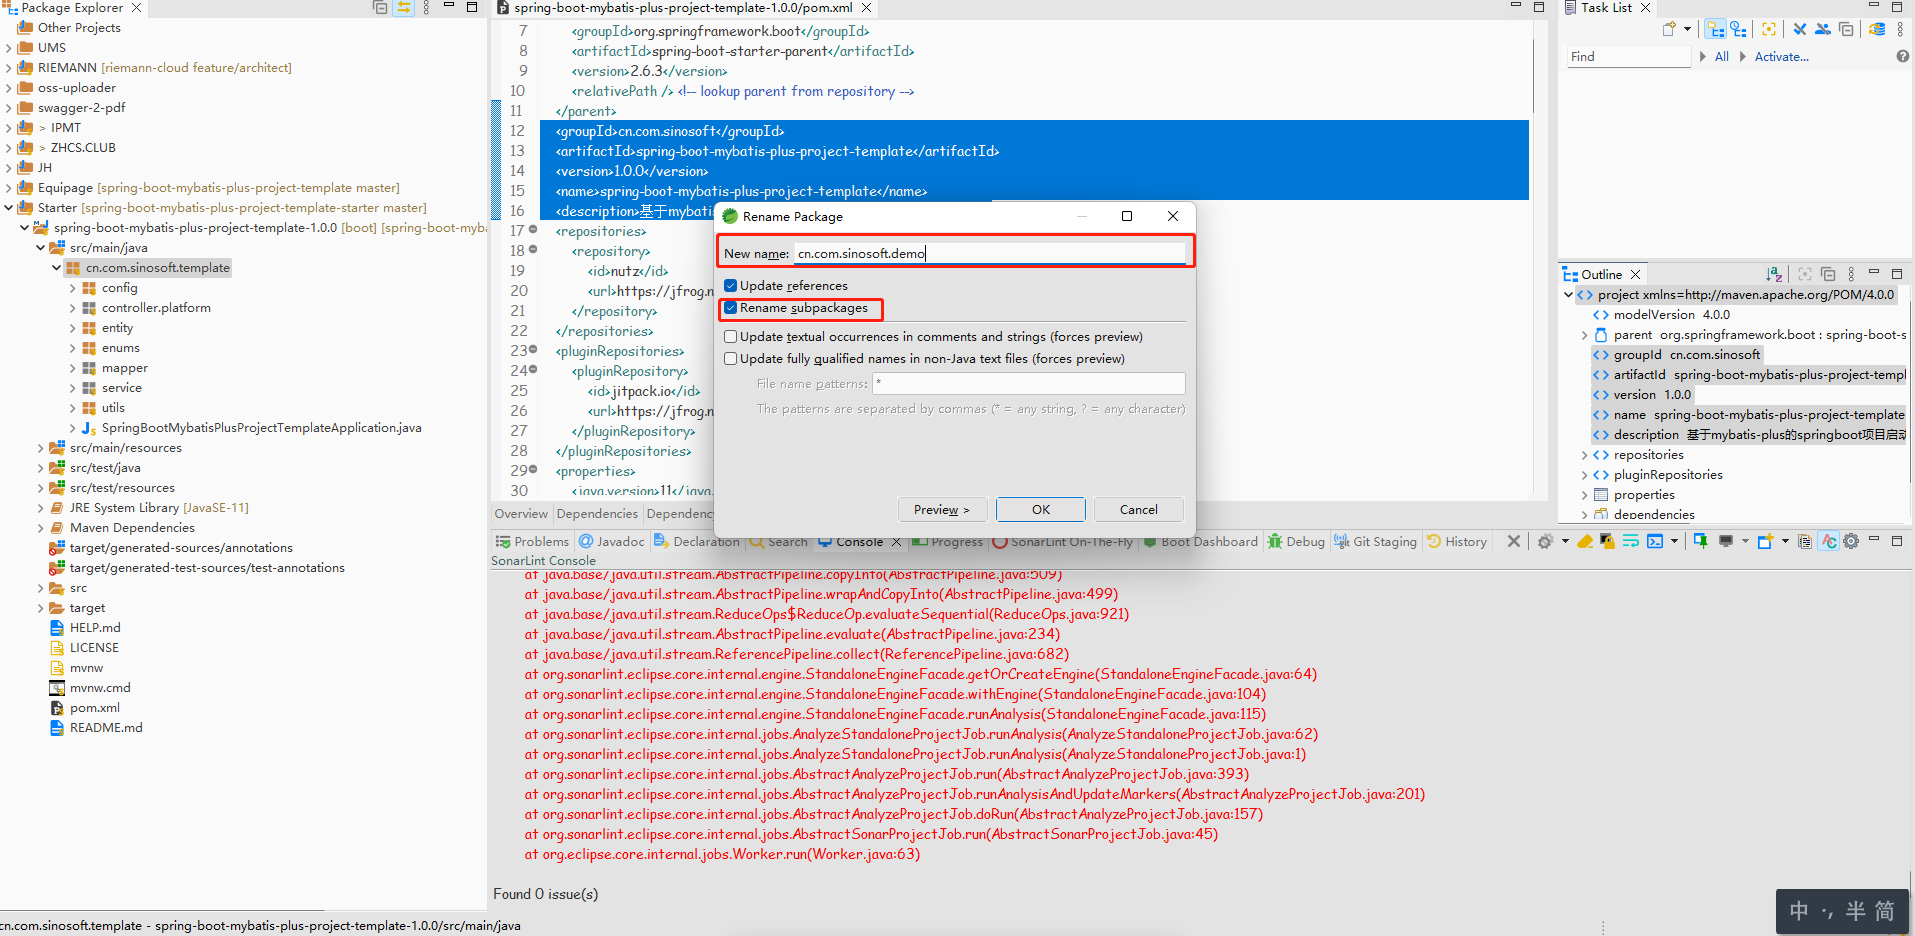 Package Explorer
Other Projects
UMS
RIEMANN [riemann-cloud feature/architect]
oss-uploader
swagger-2-pdf
> IPMT
> ZHCS.CLUB
JH
Equipage [spring-boot-mybatis-plus-project-template master]
Starter [spring-boot-mybatis-plus-project-template-starter master]
spring-boot-mybatis-plus-project-template-1.0.0 [boot] [spring-boot-myba
src/main/java
cn.com.sinosoft.template
config
controller.platform
entity
enums
mapper
service
utils
SpringBootMybatisPlusProjectTemplateApplication.java
src/main/resources
src/test/java
src/test/resources
JRE System Library [JavaSE-11]
Maven Dependencies
target/generated-sources/annotations
target/generated-test-sources/test-annotations
src
target
HELP.md
LICENSE
mvnw
mvnw.cmd
pom.xml
README.md
cn.com.sinosoft.template - spring-boot-mybatis-plus-project-template-1.0.0/src/main/java
spring-boot-mybatis-plus-project-template-1.0.0/pom.xml
7 <groupId>org.springframework.boot</groupId>
8 <artifactId>spring-boot-starter-parent</artifactId>
9 <version>2.6.3</version>
10 <relativePath /> <!-- lookup parent from repository -->
11 </parent>
12 <groupId>cn.com.sinosoft</groupId>
13 <artifactId>spring-boot-mybatis-plus-project-template</artifactId>
14 <version>1.0.0</version>
15 <name>spring-boot-mybatis-plus-project-template</name>
16 <description>基于mybatis
17 <repositories>
18 <repository>
19 <id>nutz</id>
20 <url>https://jfrog.n
21 </repository>
22 </repositories>
23 <pluginRepositories>
24 <pluginRepository>
25 <id>jitpack.io</id>
26 <url>https://jfrog.n
27 </pluginRepository>
28 </pluginRepositories>
29 <properties>
30 <java.version>11</java.
Overview Dependencies Dependency
Rename Package
New name: cn.com.sinosoft.demo
Update references
Rename subpackages
Update textual occurrences in comments and strings (forces preview)
Update fully qualified names in non-Java text files (forces preview)
File name patterns: *
The patterns are separated by commas (* = any string, ? = any character)
Preview > OK Cancel
Problems Javadoc Declaration Search Console Progress SonarLint On-The-Fly Boot Dashboard Debug Git Staging History
SonarLint Console
at java.base/java.util.stream.AbstractPipeline.copyInto(AbstractPipeline.java:509)
at java.base/java.util.stream.AbstractPipeline.wrapAndCopyInto(AbstractPipeline.java:499)
at java.base/java.util.stream.ReduceOps$ReduceOp.evaluateSequential(ReduceOps.java:921)
at java.base/java.util.stream.AbstractPipeline.evaluate(AbstractPipeline.java:234)
at java.base/java.util.stream.ReferencePipeline.collect(ReferencePipeline.java:682)
at org.sonarlint.eclipse.core.internal.engine.StandaloneEngineFacade.getOrCreateEngine(StandaloneEngineFacade.java:64)
at org.sonarlint.eclipse.core.internal.engine.StandaloneEngineFacade.withEngine(StandaloneEngineFacade.java:104)
at org.sonarlint.eclipse.core.internal.engine.StandaloneEngineFacade.runAnalysis(StandaloneEngineFacade.java:115)
at org.sonarlint.eclipse.core.internal.jobs.AnalyzeStandaloneProjectJob.runAnalysis(AnalyzeStandaloneProjectJob.java:62)
at org.sonarlint.eclipse.core.internal.jobs.AnalyzeStandaloneProjectJob.runAnalysis(AnalyzeStandaloneProjectJob.java:1)
at org.sonarlint.eclipse.core.internal.jobs.AbstractAnalyzeProjectJob.run(AbstractAnalyzeProjectJob.java:393)
at org.sonarlint.eclipse.core.internal.jobs.AbstractAnalyzeProjectJob.runAnalysisAndUpdateMarkers(AbstractAnalyzeProjectJob.java:201)
at org.sonarlint.eclipse.core.internal.jobs.AbstractAnalyzeProjectJob.doRun(AbstractAnalyzeProjectJob.java:157)
at org.sonarlint.eclipse.core.internal.jobs.AbstractSonarProjectJob.run(AbstractSonarProjectJob.java:45)
at org.eclipse.core.internal.jobs.Worker.run(Worker.java:63)
Found 0 issue(s)
Task List
Find All Activate...
Outline
project xmlns=http://maven.apache.org/POM/4.0.0
modelVersion 4.0.0
parent org.springframework.boot : spring-boot-s
groupId cn.com.sinosoft
artifactId spring-boot-mybatis-plus-project-templ
version 1.0.0
name spring-boot-mybatis-plus-project-template
description 基于mybatis-plus的springboot项目启动
repositories
pluginRepositories
properties
dependencies
中 ·, 半 简